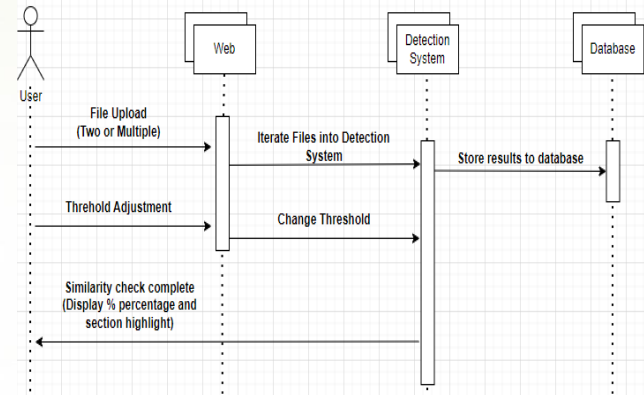 Web
Detection
System
Database
User
File Upload
(Two or Multiple)
Iterate Files into Detection
System
Store results to database
Threhold Adjustment
Change Threshold
Similarity check complete
(Display % percentage and
section highlight)